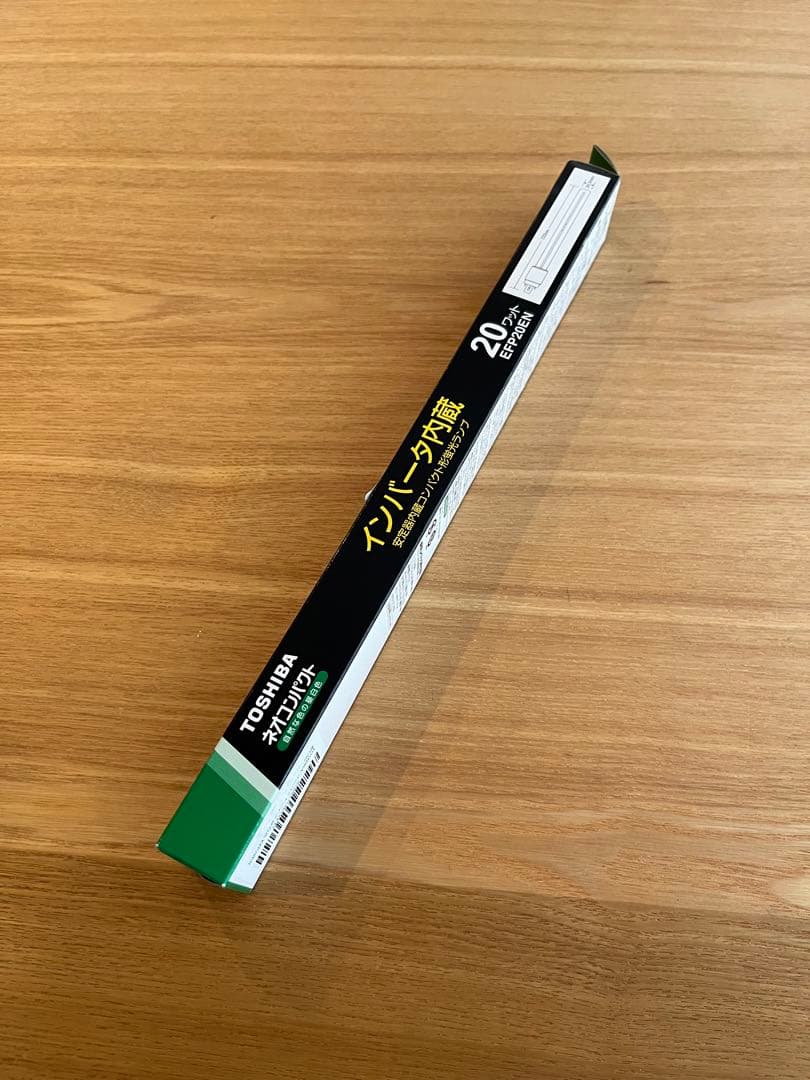 TOSHIBA
ネオコンパクト
自然な色の昼白色
インバータ内蔵
安定器内蔵コンパクト形蛍光ランプ
20ワット
EFP20EN